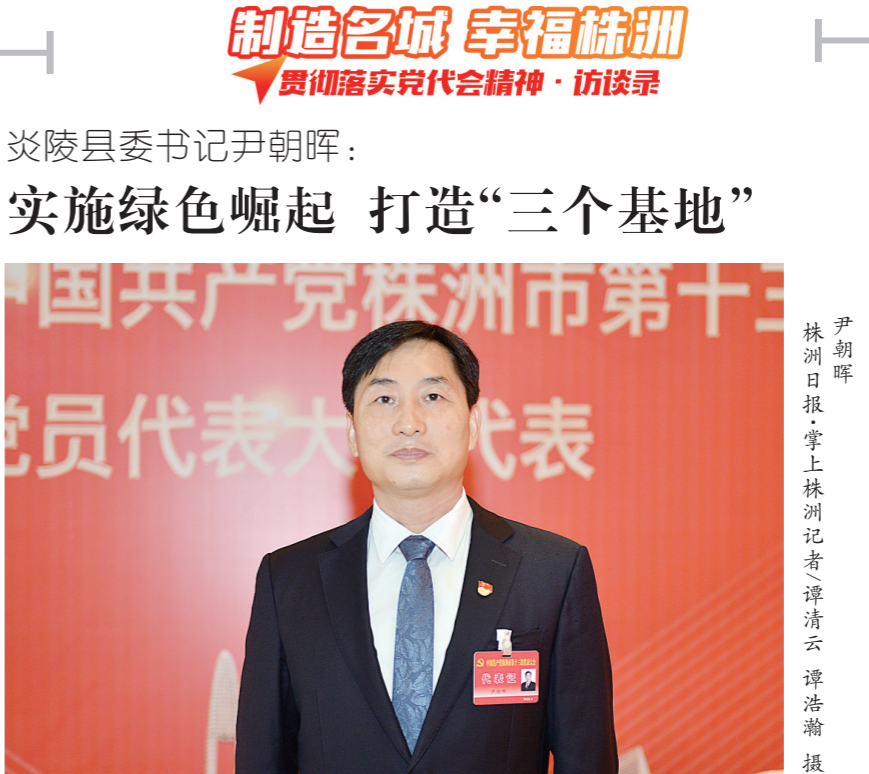 制造名城 幸福株洲
贯彻落实党代会精神·访谈录
炎陵县委书记尹朝晖：
实施绿色崛起 打造“三个基地”
中国共产党株洲市第十三
党员代表大 代表
代表证
尹朝晖
株洲日报·掌上株洲记者/谭清云 谭浩瀚 摄